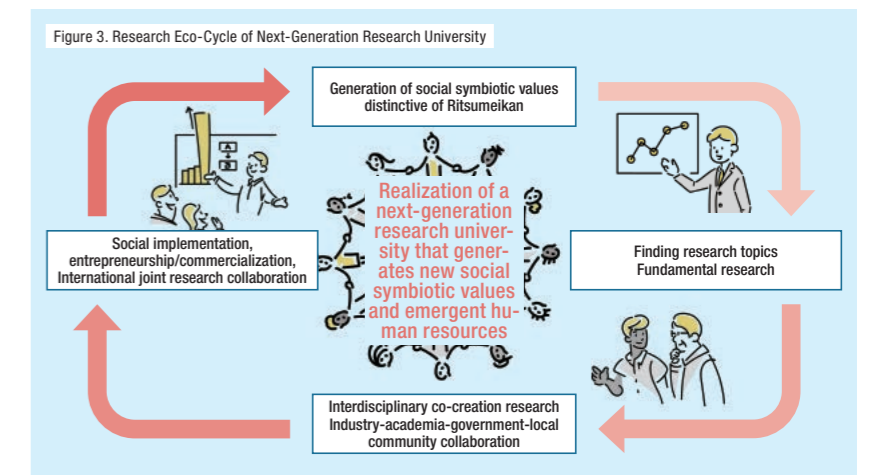 Figure 3. Research Eco-Cycle of Next-Generation Research University
Generation of social symbiotic values
distinctive of Ritsumeikan
A
B
Realization of a
next-generation
research univer-
sity that gener-
ates new social
symbiotic values
and emergent hu-
man resources
Social implementation,
entrepreneurship/commercialization,
International joint research collaboration
Finding research topics
Fundamental research
Interdisciplinary co-creation research
Industry-academia-government-local
community collaboration